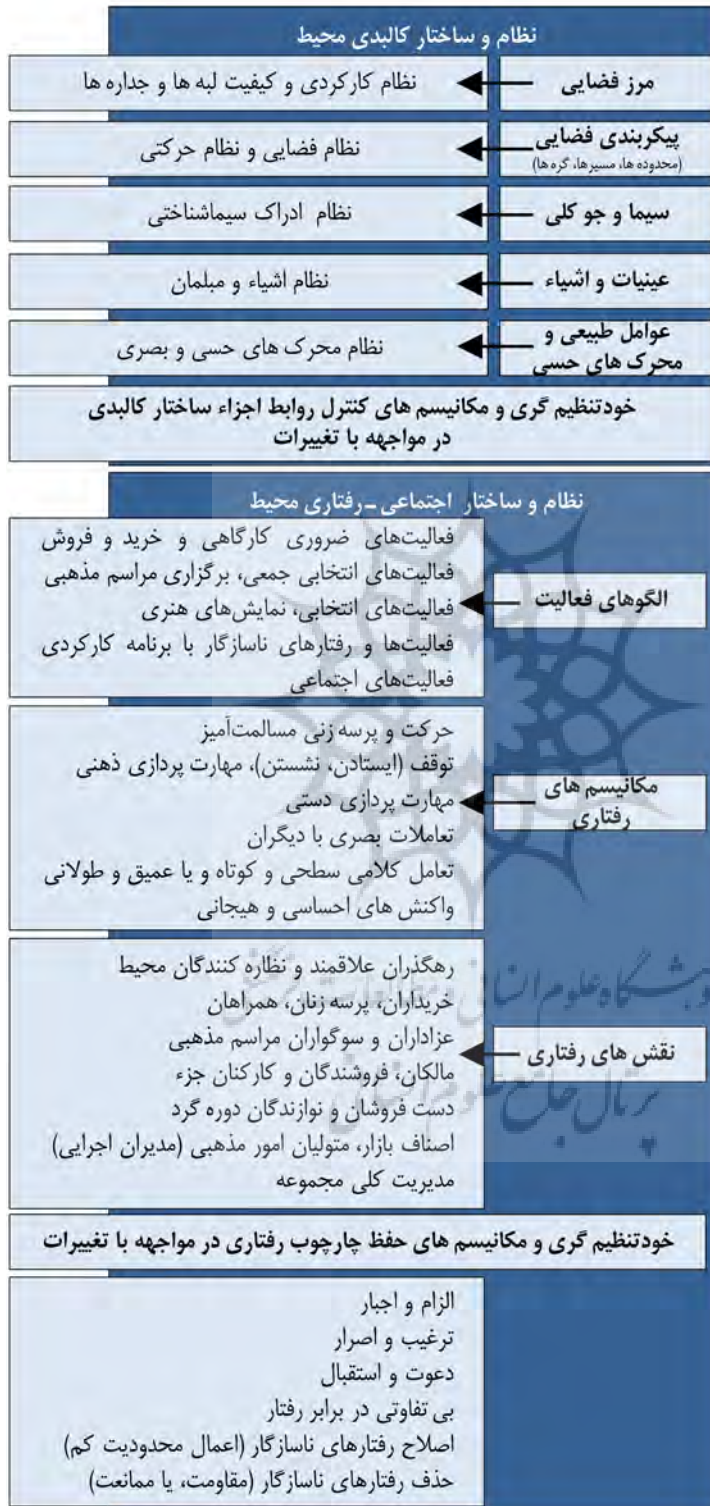 نظام و ساختار کالبدی محیط
مرز فضایی
نظام کارکردی و کیفیت لبه ها و جداره ها
پیکربندی فضایی
(محدوده ها، مسیرها، گره ها)
نظام فضایی و نظام حرکتی
سیما و جو کلی
نظام ادراک سیماشناختی
عینیات و اشیاء
نظام اشیاء و مبلمان
عوامل طبیعی و
محرک های حسی
نظام محرک های حسی و بصری
خودتنظیم گری و مکانیسم های کنترل روابط اجزاء ساختار کالبدی
در مواجهه با تغییرات
نظام و ساختار اجتماعی-رفتاری محیط
الگوهای فعالیت
فعالیت‌های ضروری کارگاهی و خرید و فروش
فعالیت‌های انتخابی جمعی، برگزاری مراسم مذهبی
فعالیت‌های انتخابی، نمایش‌های هنری
فعالیت‌ها و رفتارهای ناسازگار با برنامه کارکردی
فعالیت‌های اجتماعی
مکانیسم های
رفتاری
حرکت و پرسه زنی مسالمت‌آمیز
توقف (ایستادن، نشستن)، مهارت پردازی ذهنی
مهارت پردازی دستی
تعاملات بصری با دیگران
تعامل کلامی سطحی و کوتاه و یا عمیق و طولانی
واکنش های احساسی و هیجانی
نقش های رفتاری
رهگذران علاقمند و نظاره کنندگان محیط
خریداران، پرسه زنان، همراهان
عزاداران و سوگواران مراسم مذهبی
مالکان، فروشندگان و کارکنان جزء
دست فروشان و نوازندگان دوره گرد
اصناف بازار، متولیان امور مذهبی (مدیران اجرایی)
مدیریت کلی مجموعه
خودتنظیم گری و مکانیسم های حفظ چارچوب رفتاری در مواجهه با تغییرات
الزام و اجبار
ترغیب و اصرار
دعوت و استقبال
بی تفاوتی در برابر رفتار
اصلاح رفتارهای ناسازگار (اعمال محدودیت کم)
حذف رفتارهای ناسازگار (مقاومت، یا ممانعت)
پژوهشگاه علوم انسانی و مطالعات فرهنگی
پرتال جامع علوم انسانی